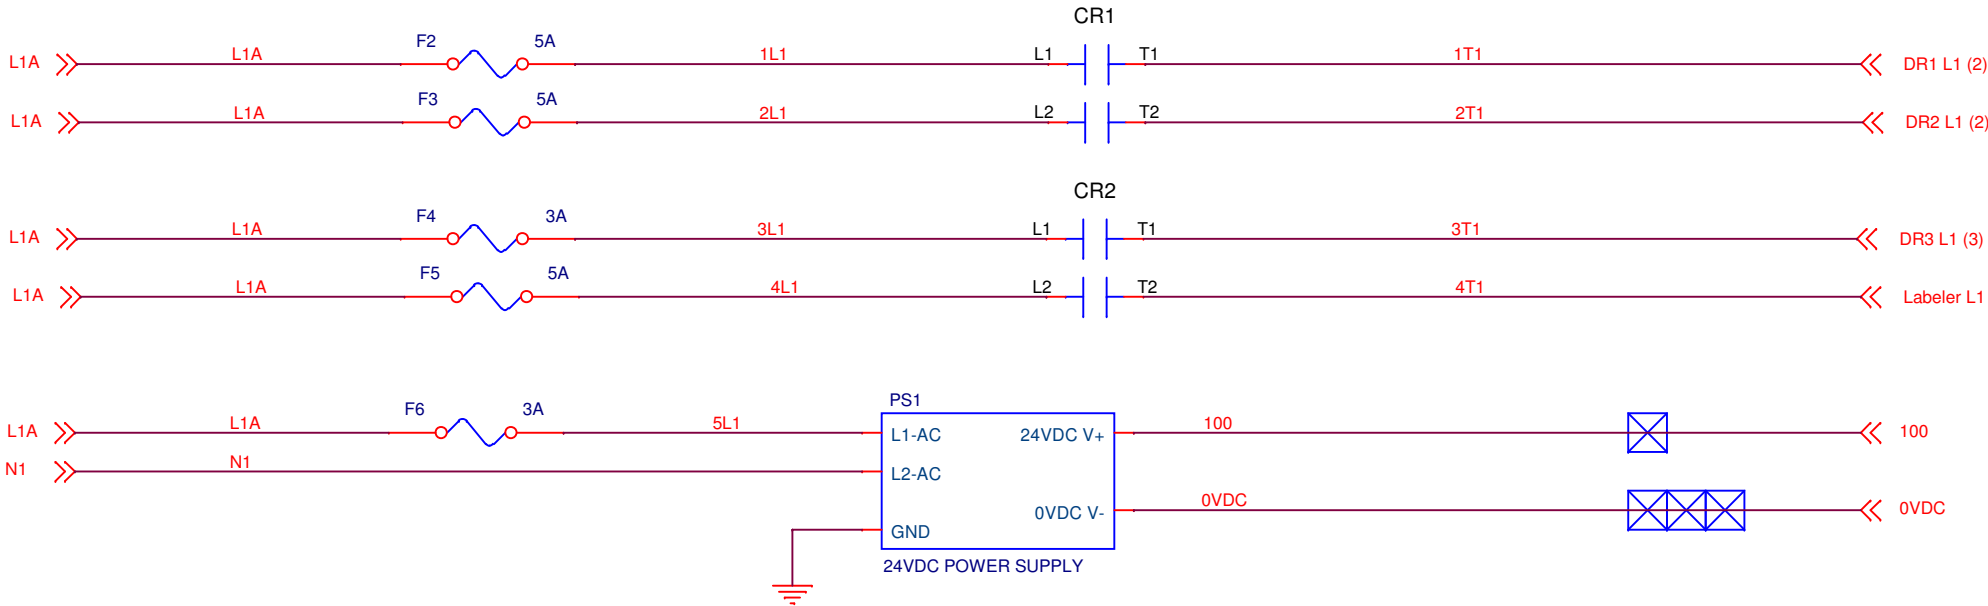 CR1
L1A L1A F2 5A 1L1 L1 T1 1T1 DR1 L1 (2)
L1A L1A F3 5A 2L1 L2 T2 2T1 DR2 L1 (2)
CR2
L1A L1A F4 3A 3L1 L1 T1 3T1 DR3 L1 (3)
L1A L1A F5 5A 4L1 L2 T2 4T1 Labeler L1
PS1
L1A L1A F6 3A 5L1 L1-AC 24VDC V+ 100 100
N1 N1 L2-AC
0VDC V- 0VDC 0VDC
GND
24VDC POWER SUPPLY